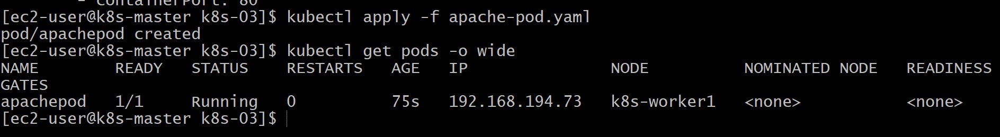 - containerPort: 80
[ec2-user@k8s-master k8s-03]$ kubectl apply -f apache-pod.yaml
pod/apachepod created
[ec2-user@k8s-master k8s-03]$ kubectl get pods -o wide
NAME        READY   STATUS    RESTARTS   AGE   IP               NODE          NOMINATED NODE   READINESS
GATES
apachepod   1/1     Running   0          75s   192.168.194.73   k8s-worker1   <none>           <none>
[ec2-user@k8s-master k8s-03]$